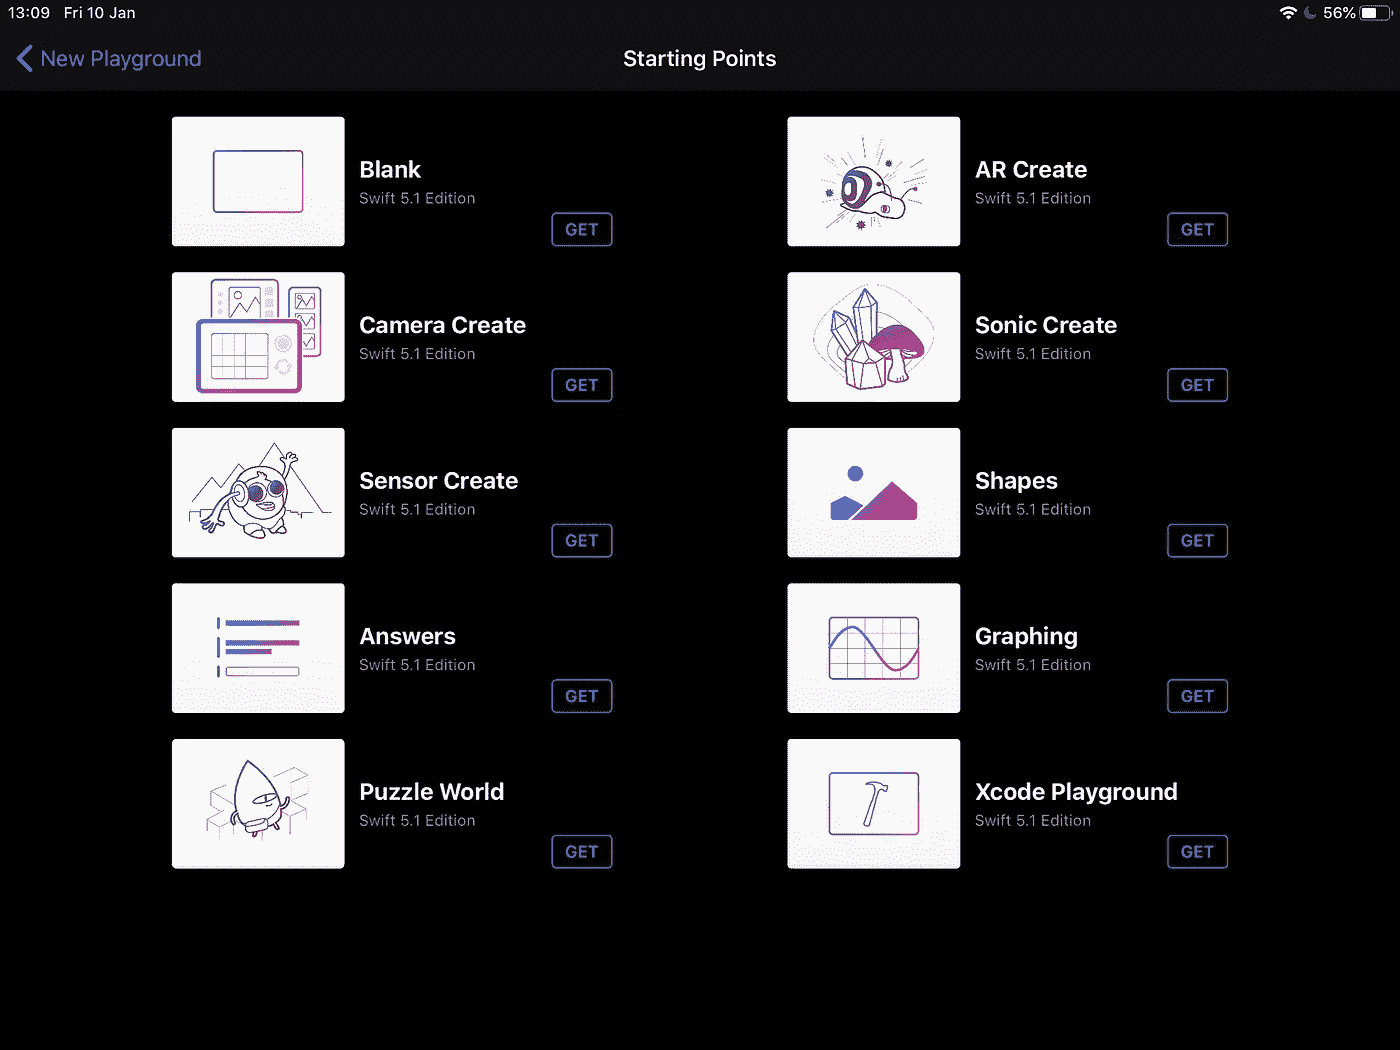 13:09 Fri 10 Jan
56%
New Playground
Starting Points
Blank
Swift 5.1 Edition
GET
AR Create
Swift 5.1 Edition
GET
Camera Create
Swift 5.1 Edition
GET
Sonic Create
Swift 5.1 Edition
GET
Sensor Create
Swift 5.1 Edition
GET
Shapes
Swift 5.1 Edition
GET
Answers
Swift 5.1 Edition
GET
Graphing
Swift 5.1 Edition
GET
Puzzle World
Swift 5.1 Edition
GET
Xcode Playground
Swift 5.1 Edition
GET